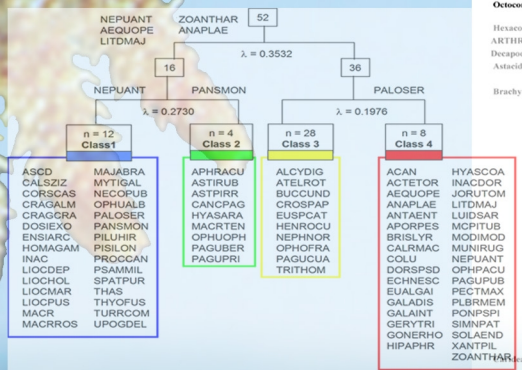 NEPUANT ZOANTHAR
AEQUOPE ANAPLAE
LITDMAJ
52
λ = 0.3532
16
36
NEPUANT PANSMON PALOSER
λ = 0.2730 λ = 0.1976
n = 12
Class1
n = 4
Class 2
n = 28
Class 3
n = 8
Class 4
ASCD MAJABRA
CALSZIZ MYTIGAL
CORSCAS NECOPUB
CRAGALM OPHUALB
CRAGCRA PALOSER
DOSIEXO PANSMON
ENSIARC PILUHIR
HOMAGAM PISILON
INAC PROCCAN
LIOCDEP PSAMMIL
LIOCHOL SPATPUR
LIOCMAR THAS
LIOCPUS THYOFUS
MACR TURRCOM
MACRROS UPOGDEL
APHRACU
ASTIRUB
ASTPIRR
CANCPAG
HYASARA
MACRTEN
OPHUOPH
PAGUBER
PAGUPRI
ALCYDIG
ATELROT
BUCCUND
CROSPAP
EUSPCAT
HENROCU
NEPHNOR
OPHOFRA
PAGUCUA
TRITHOM
ACAN HYASCOA
ACTETOR INACDOR
AEQUOPE JORUTOM
ANAPLAE LITDMAJ
ANTAENT LUIDSAR
APORPES MCPITUB
BRISLYR MODIMOD
CALRMAC MUNIRUG
COLU NEPUANT
DORSPSD OPHPACU
ECHNESC PAGUPUB
EUALGAI PECTMAX
GALADIS PLBRMEM
GALAINT PONPSPI
GERYTRI SIMNPAT
GONERHO SOLAEND
HIPAPHR XANTPIL
ZOANTHAR
Octocor
Hexaco
ARTHR
Decapod
Astacid
Brachy